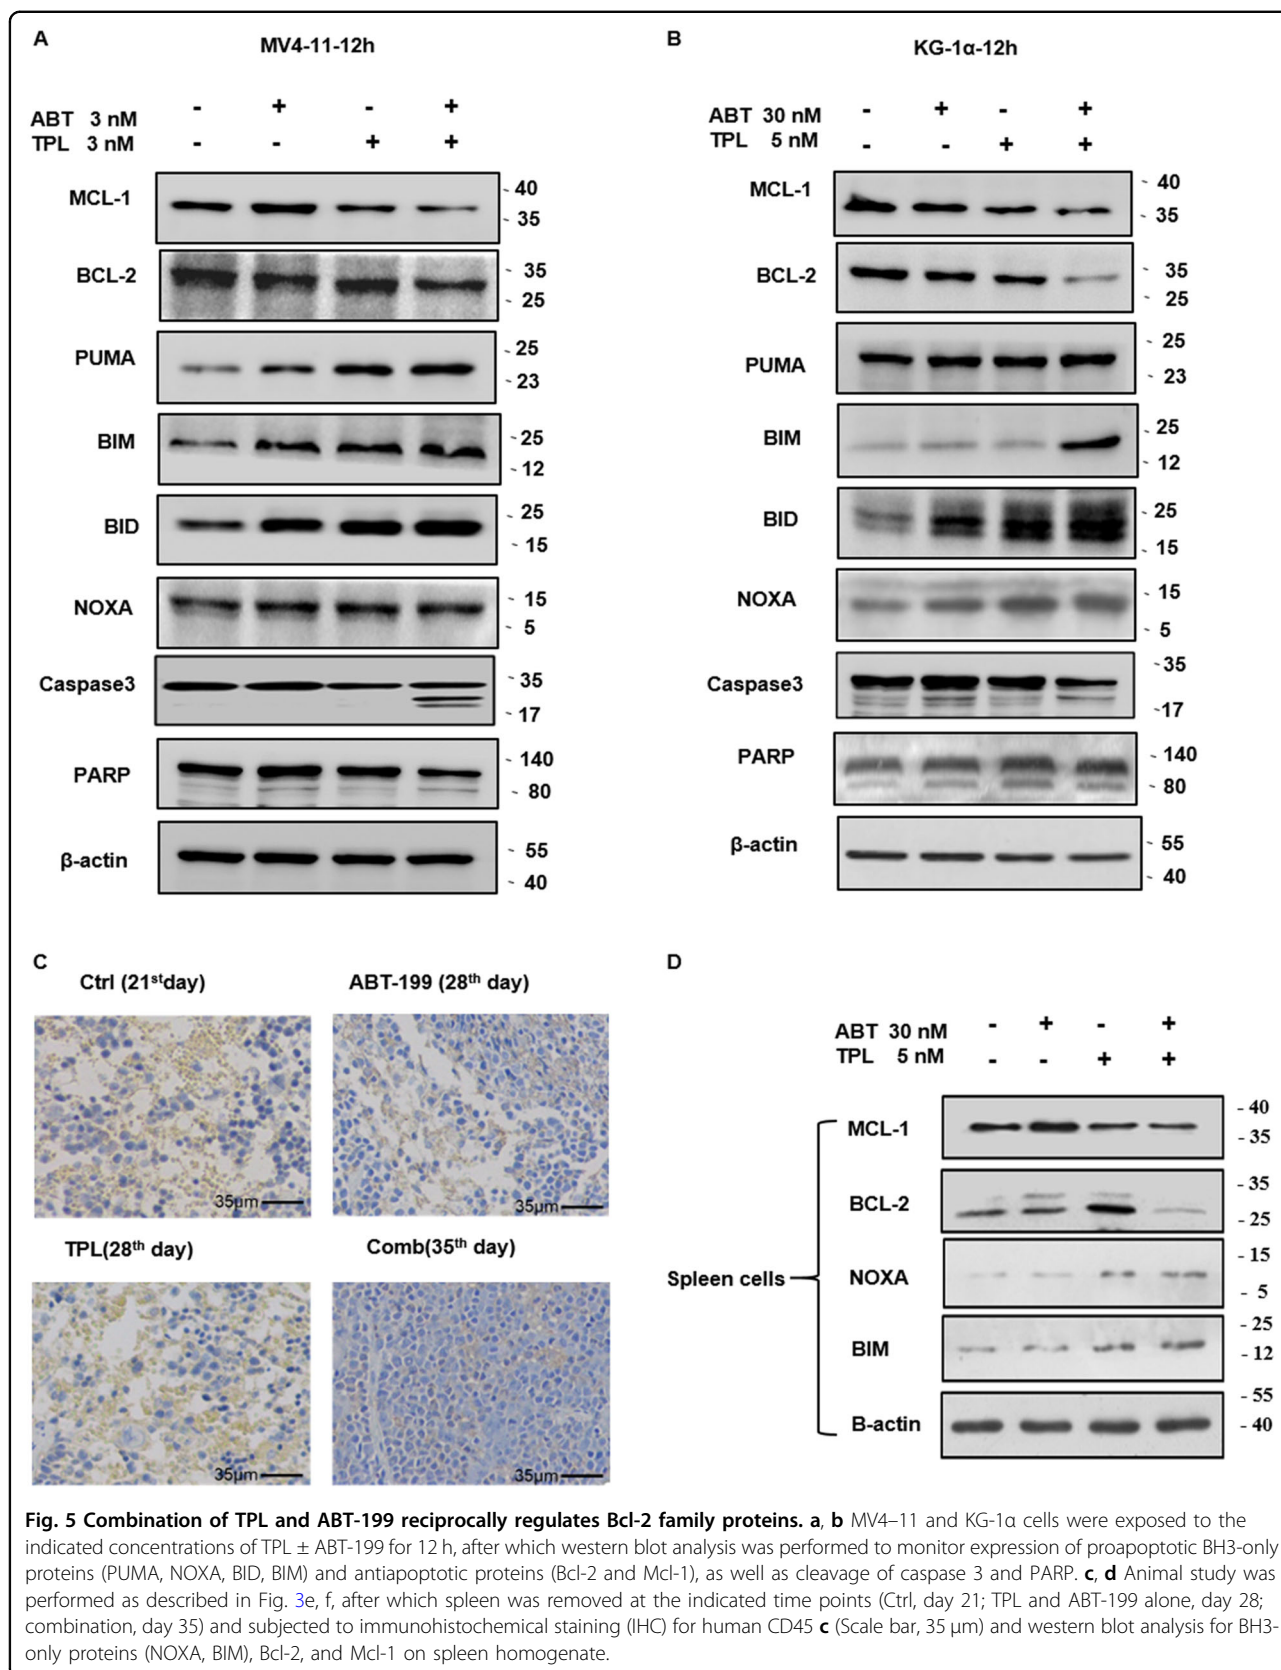 A
MV4-11-12h
ABT 3 nM - + - +
TPL 3 nM - - + +
MCL-1 - 40
- 35
BCL-2 - 35
- 25
PUMA - 25
- 23
BIM - 25
- 12
BID - 25
- 15
NOXA - 15
- 5
Caspase3 - 35
- 17
PARP - 140
- 80
β-actin - 55
- 40
B
KG-1α-12h
ABT 30 nM - + - +
TPL 5 nM - - + +
MCL-1 - 40
- 35
BCL-2 - 35
- 25
PUMA - 25
- 23
BIM - 25
- 12
BID - 25
- 15
NOXA - 15
- 5
Caspase3 -35
-17
PARP - 140
- 80
β-actin - 55
- 40
C
Ctrl (21st day)
35μm
ABT-199 (28th day)
35μm
TPL(28th day)
35μm
Comb(35th day)
35μm
D
ABT 30 nM - + - +
TPL 5 nM - - + +
Spleen cells
MCL-1 - 40
- 35
BCL-2 - 35
- 25
NOXA - 15
- 5
BIM - 25
- 12
B-actin - 55
- 40
Fig. 5 Combination of TPL and ABT-199 reciprocally regulates Bcl-2 family proteins. a, b MV4–11 and KG-1α cells were exposed to the
indicated concentrations of TPL ± ABT-199 for 12 h, after which western blot analysis was performed to monitor expression of proapoptotic BH3-only
proteins (PUMA, NOXA, BID, BIM) and antiapoptotic proteins (Bcl-2 and Mcl-1), as well as cleavage of caspase 3 and PARP. c, d Animal study was
performed as described in Fig. 3e, f, after which spleen was removed at the indicated time points (Ctrl, day 21; TPL and ABT-199 alone, day 28;
combination, day 35) and subjected to immunohistochemical staining (IHC) for human CD45 c (Scale bar, 35 μm) and western blot analysis for BH3-
only proteins (NOXA, BIM), Bcl-2, and Mcl-1 on spleen homogenate.